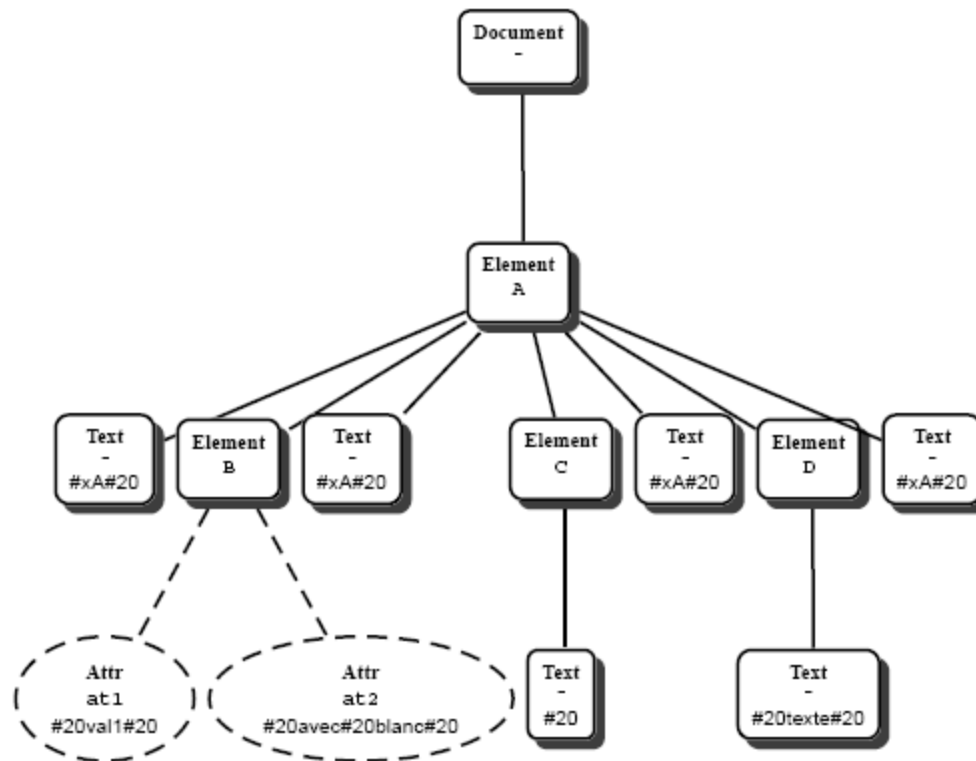 Document
-
Element
A
Text
-
#xA#20
Element
B
Text
-
#xA#20
Element
C
Text
-
#xA#20
Element
D
Text
-
#xA#20
Attr
at1
#20val1#20
Attr
at2
#20avec#20blanc#20
Text
-
#20
Text
-
#20texte#20